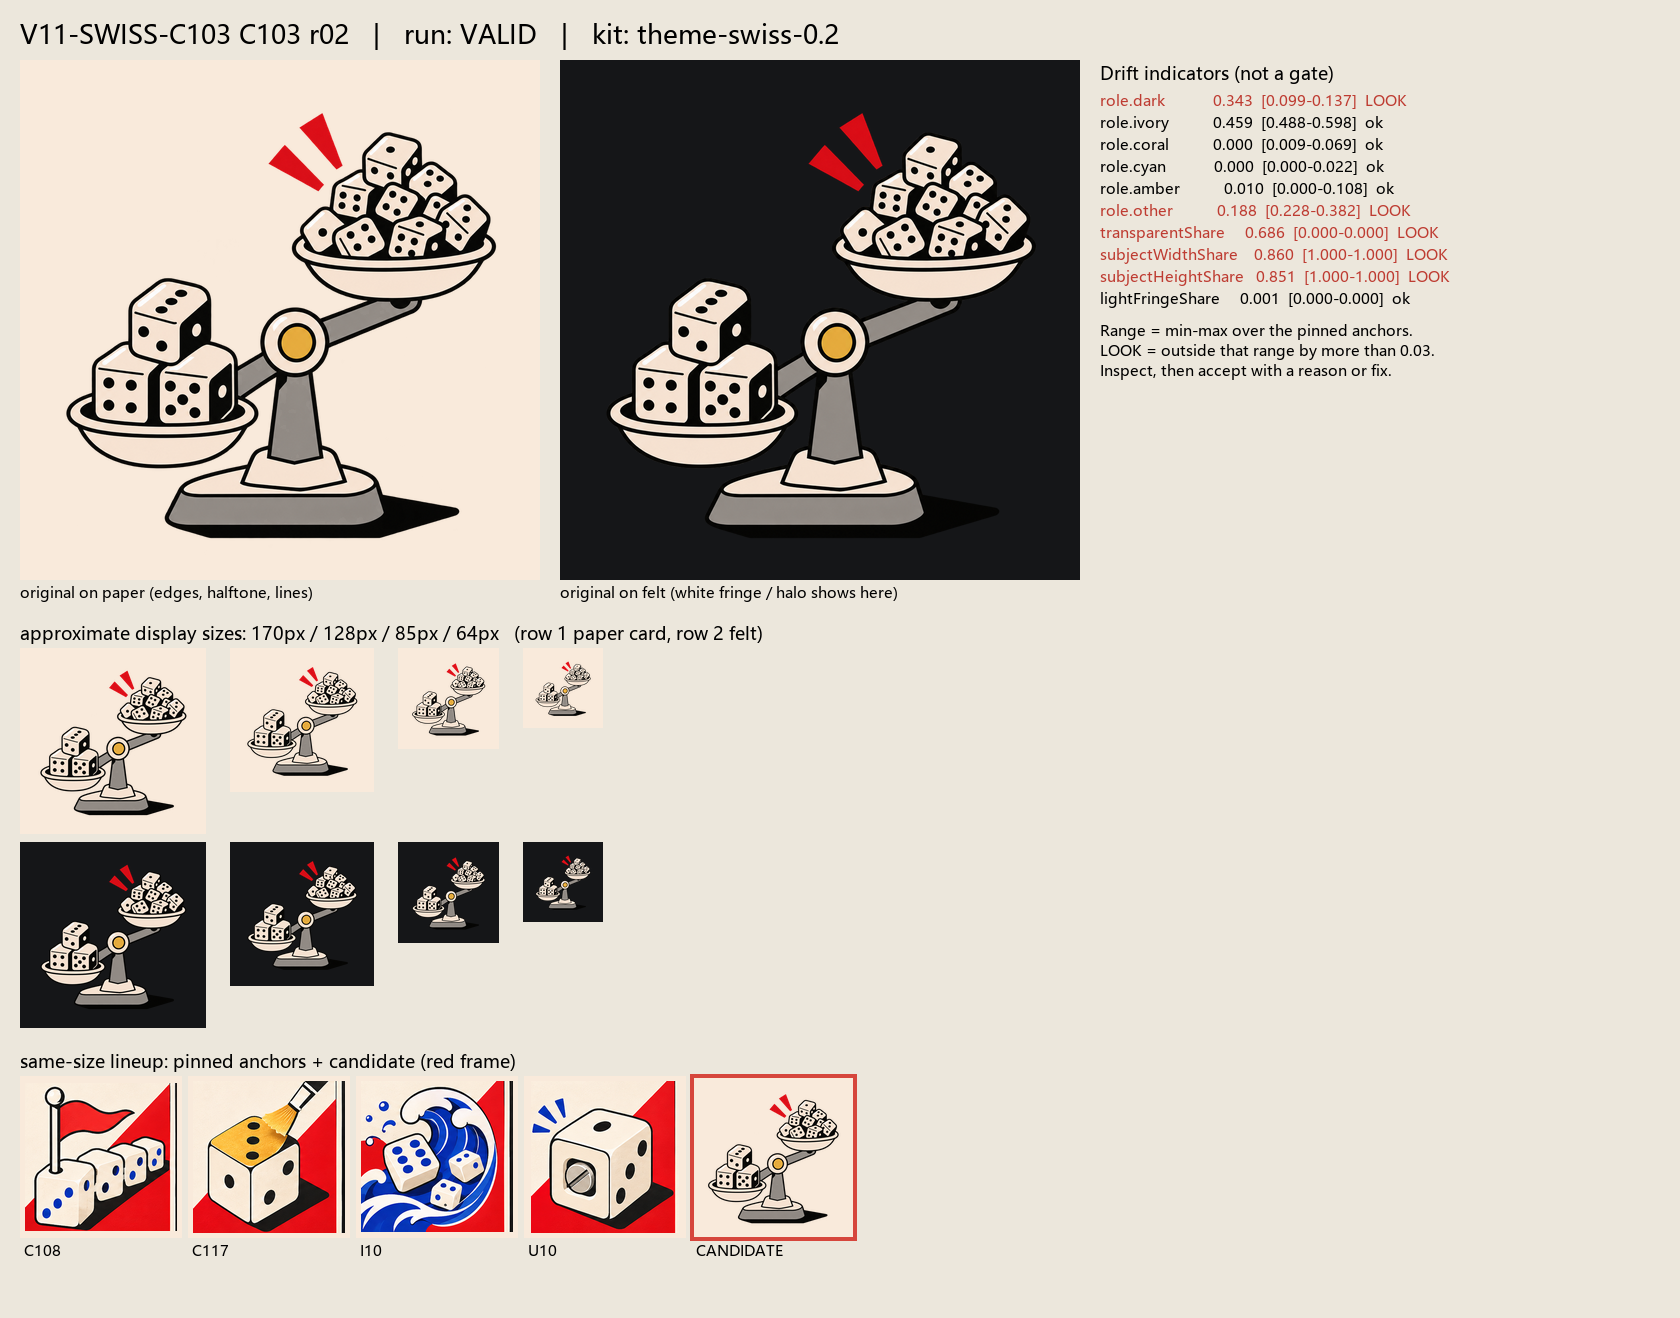 V11-SWISS-C103 C103 r02 | run: VALID | kit: theme-swiss-0.2
Drift indicators (not a gate)
role.dark 0.343 [0.099-0.137] LOOK
role.ivory 0.459 [0.488-0.598] ok
role.coral 0.000 [0.009-0.069] ok
role.cyan 0.000 [0.000-0.022] ok
role.amber 0.010 [0.000-0.108] ok
role.other 0.188 [0.228-0.382] LOOK
transparentShare 0.686 [0.000-0.000] LOOK
subjectWidthShare 0.860 [1.000-1.000] LOOK
subjectHeightShare 0.851 [1.000-1.000] LOOK
lightFringeShare 0.001 [0.000-0.000] ok
Range = min-max over the pinned anchors.
LOOK = outside that range by more than 0.03.
Inspect, then accept with a reason or fix.
original on paper (edges, halftone, lines)
original on felt (white fringe / halo shows here)
approximate display sizes: 170px / 128px / 85px / 64px (row 1 paper card, row 2 felt)
same-size lineup: pinned anchors + candidate (red frame)
C108
C117
I10
U10
CANDIDATE